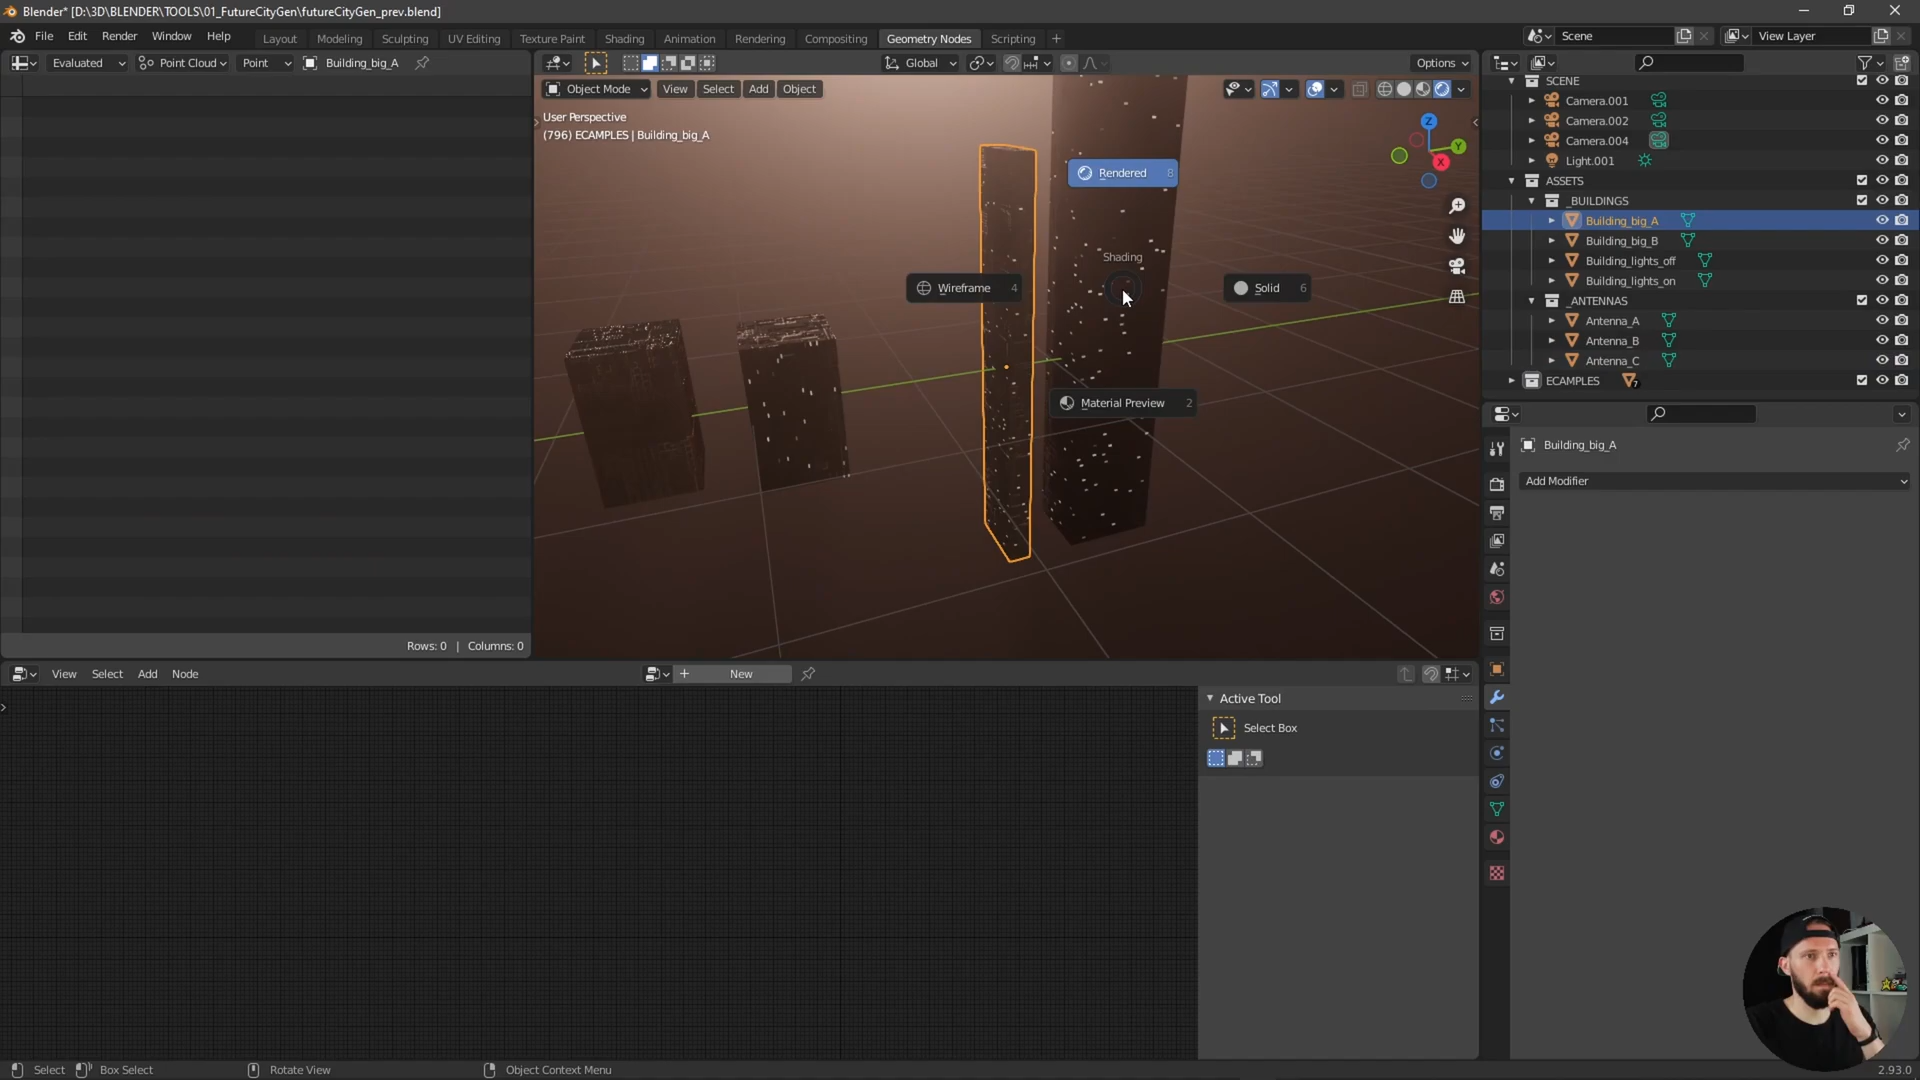 Blender* [D:\3D\BLENDER\TOOLS\01_FutureCityGen\futureCityGen_prev.blend]
File Edit Render Window Help
Layout Modeling Sculpting UV Editing Texture Paint Shading Animation Rendering Compositing Geometry Nodes Scripting +
Scene View Layer
Evaluated Point Cloud Point Building_big_A
Global Options
Object Mode View Select Add Object
User Perspective
(796) ECAMPLES | Building_big_A
Z
Y
X
Rendered 8
Shading
Wireframe 4
Solid 6
Material Preview 2
SCENE
Camera.001
Camera.002
Camera.004
Light.001
ASSETS
_BUILDINGS
Building_big_A
Building_big_B
Building_lights_off
Building_lights_on
_ANTENNAS
Antenna_A
Antenna_B
Antenna_C
ECAMPLES 7
Building_big_A
Add Modifier
Rows: 0 | Columns: 0
View Select Add Node
+ New
Active Tool
Select Box
Select Box Select Rotate View Object Context Menu
2.93.0